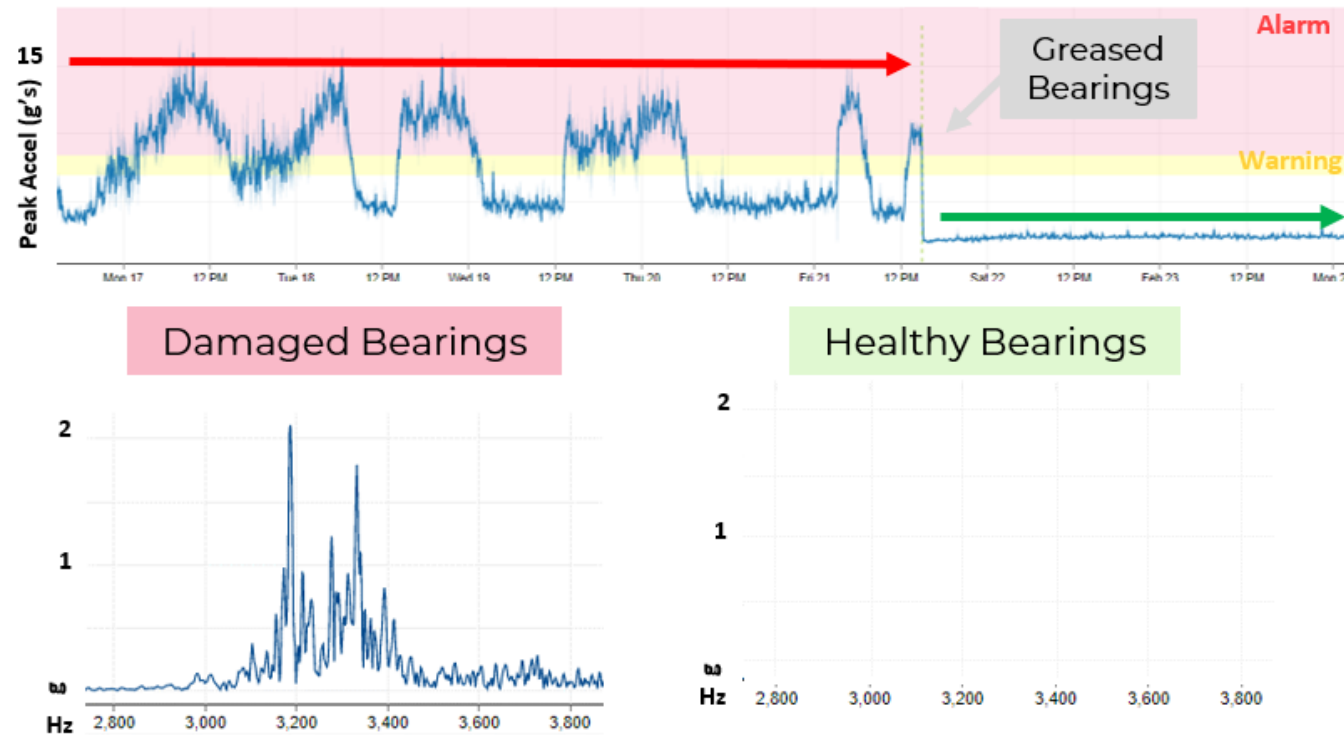 Alarm
15
Greased
Bearings
Peak Accel (g's)
Warning
Mon 17
12 PM
Tue 18
12 PM
Wed 19
12 PM
Thu 20
12 PM
Fri 21
12 PM
Sat 22
12 PM
Feb 23
12 PM
Mon 2
Damaged Bearings
Healthy Bearings
2
1
g
Hz
2,800
3,000
3,200
3,400
3,600
3,800
2
1
g
Hz
2,800
3,000
3,200
3,400
3,600
3,800